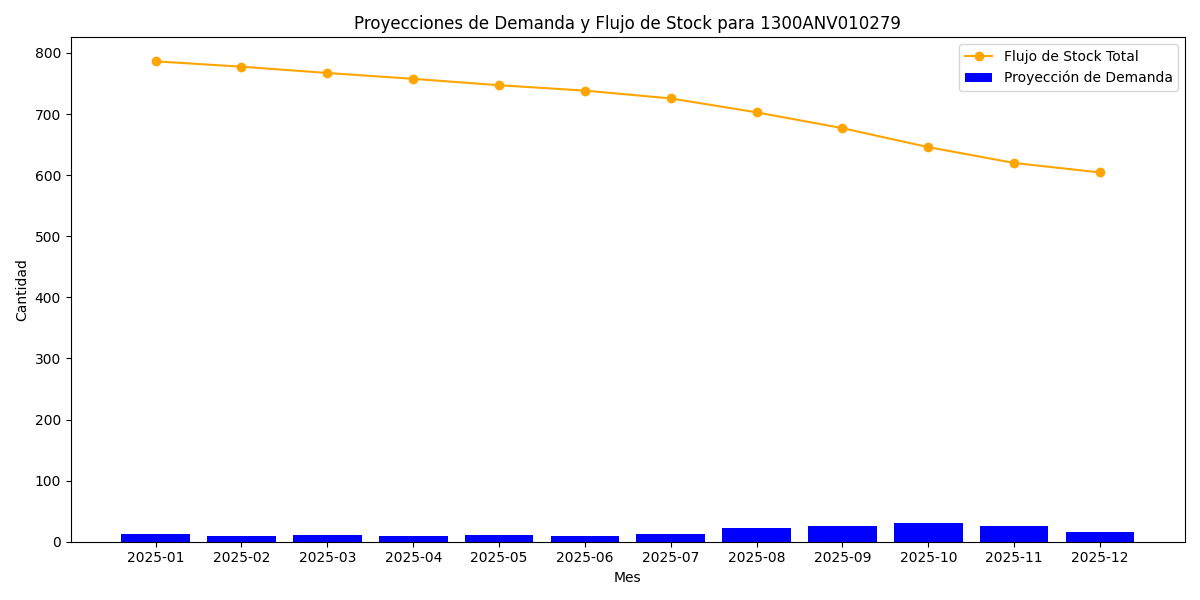 Proyecciones de Demanda y Flujo de Stock para 1300ANV010279
Flujo de Stock Total
Proyección de Demanda
Cantidad
800
700
600
500
400
300
200
100
0
2025-01 2025-02 2025-03 2025-04 2025-05 2025-06 2025-07 2025-08 2025-09 2025-10 2025-11 2025-12
Mes